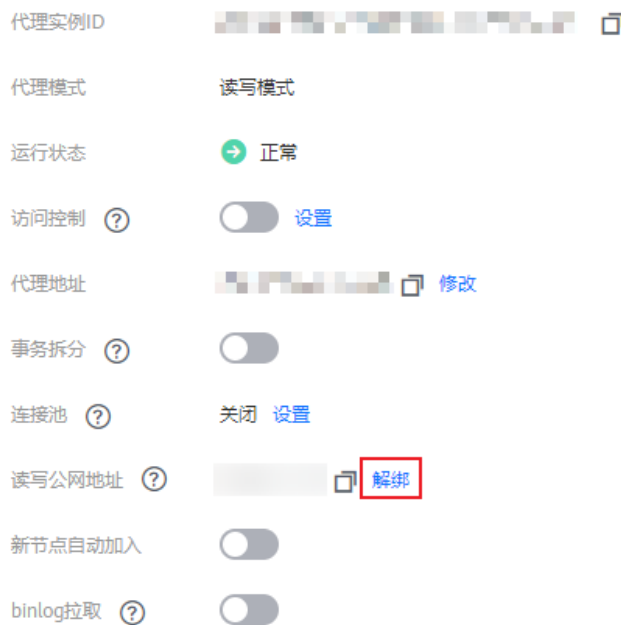 代理实例ID
代理模式 读写模式
运行状态 正常
访问控制 ? 设置
代理地址 修改
事务拆分 ?
连接池 ? 关闭 设置
读写公网地址 ? 解绑
新节点自动加入
binlog拉取 ?